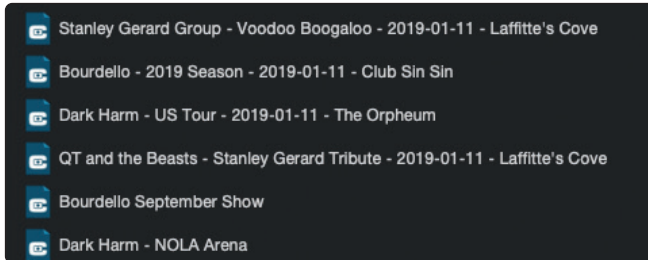 Stanley Gerard Group - Voodoo Boogaloo - 2019-01-11 - Laffitte's Cove
Bourdello - 2019 Season - 2019-01-11 - Club Sin Sin
Dark Harm - US Tour - 2019-01-11 - The Orpheum
QT and the Beasts - Stanley Gerard Tribute - 2019-01-11 - Laffitte's Cove
Bourdello September Show
Dark Harm - NOLA Arena